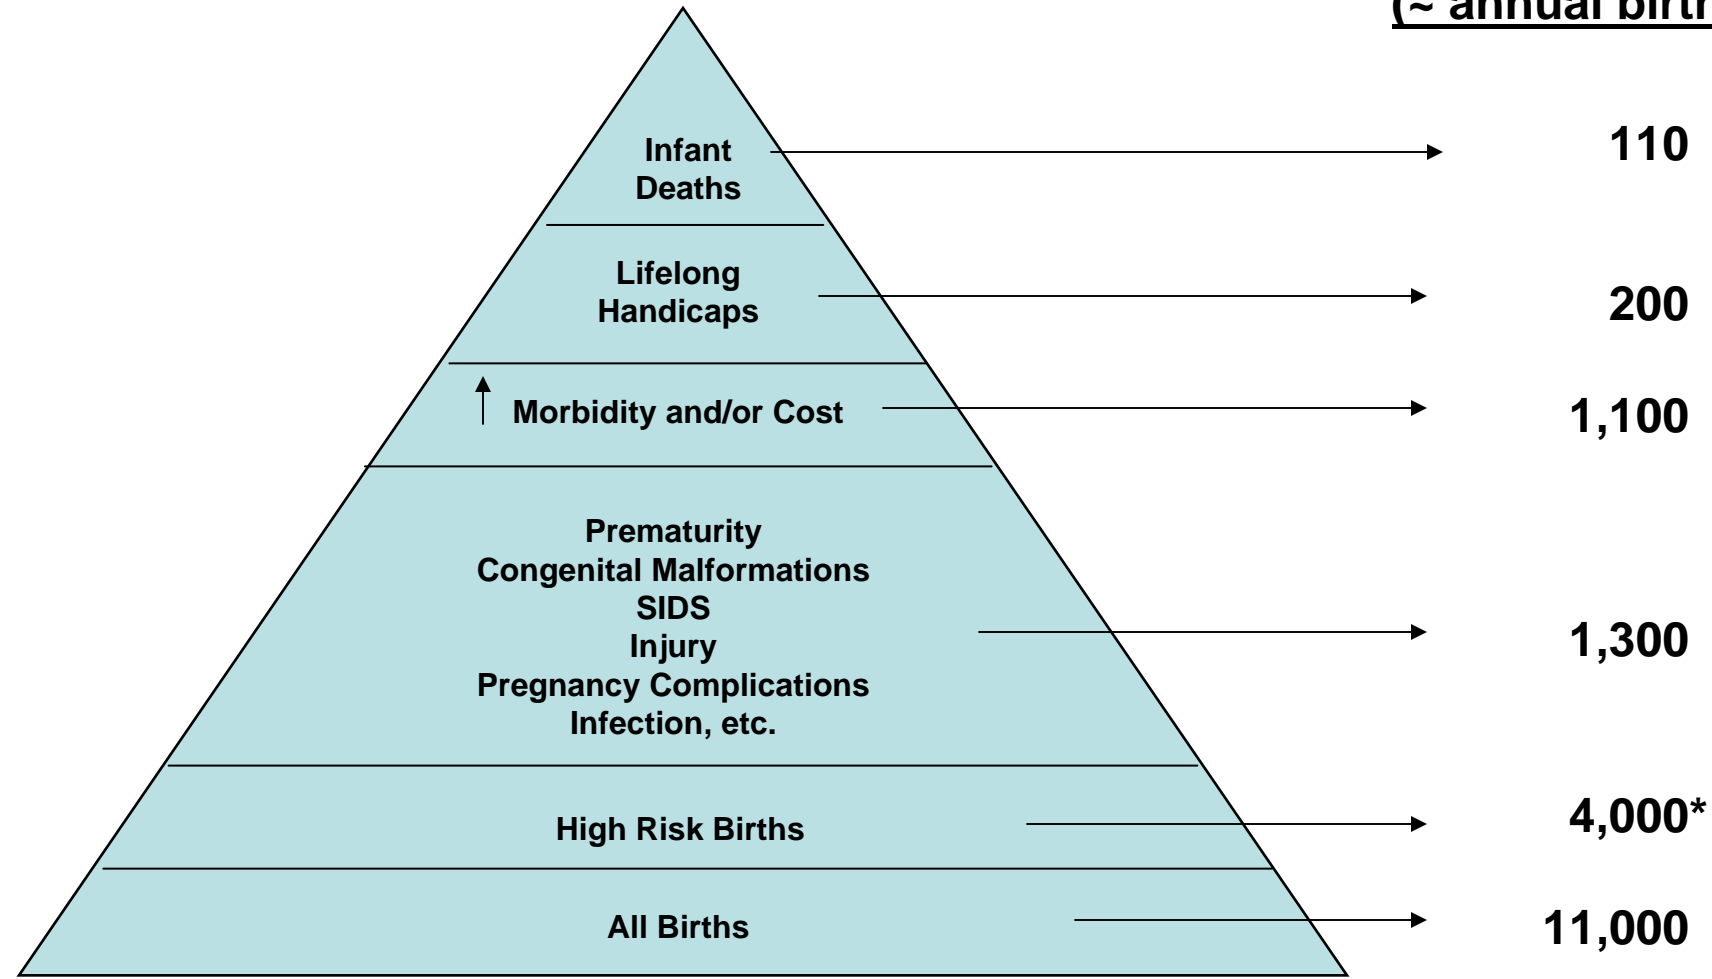 (~ annual birth
Infant
Deaths
110
Lifelong
Handicaps
200
Morbidity and/or Cost
1,100
Prematurity
Congenital Malformations
SIDS
Injury
Pregnancy Complications
Infection, etc.
1,300
High Risk Births
4,000*
All Births
11,000